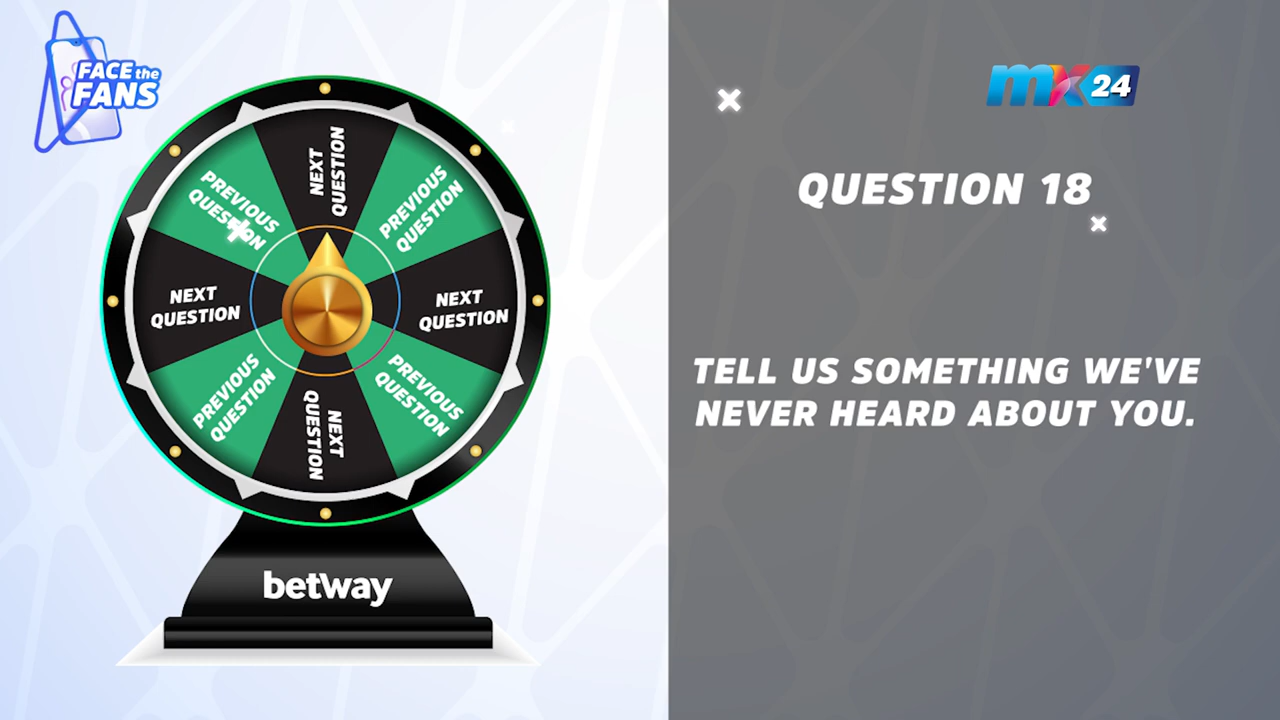 FACE the
FANS
NEXT
QUESTION
PREVIOUS
QUESTION
NEXT
QUESTION
PREVIOUS
QUESTION
NEXT
QUESTION
PREVIOUS
QUESTION
NEXT
QUESTION
PREVIOUS
QUESTION
betway
mx24
QUESTION 18
TELL US SOMETHING WE'VE
NEVER HEARD ABOUT YOU.